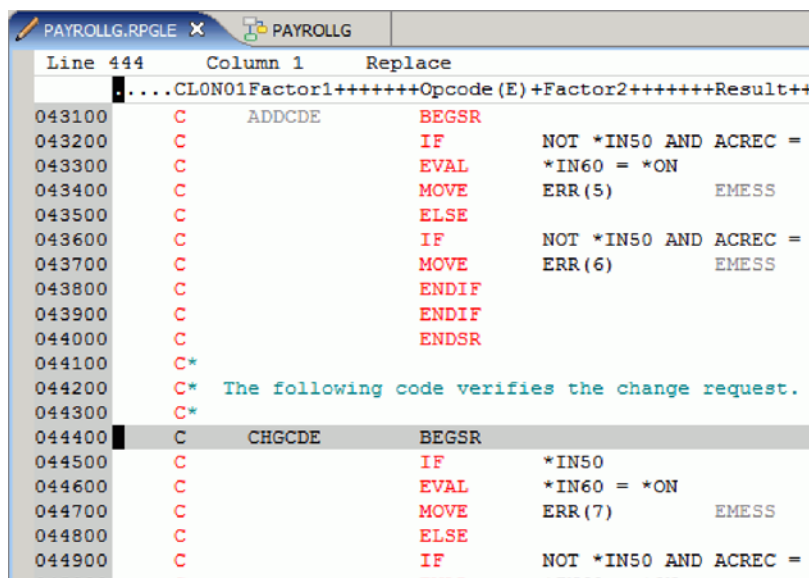 PAYROLLG.RPGLE X PAYROLLG
Line 444 Column 1 Replace
.....CL0N01Factor1+++++++Opcode(E)+Factor2+++++++Result++
043100 C ADDCDE BEGSR
043200 C IF NOT *IN50 AND ACREC =
043300 C EVAL *IN60 = *ON
043400 C MOVE ERR(5) EMESS
043500 C ELSE
043600 C IF NOT *IN50 AND ACREC =
043700 C MOVE ERR(6) EMESS
043800 C ENDIF
043900 C ENDIF
044000 C ENDSR
044100 C*
044200 C* The following code verifies the change request.
044300 C*
044400 C CHGCDE BEGSR
044500 C IF *IN50
044600 C EVAL *IN60 = *ON
044700 C MOVE ERR(7) EMESS
044800 C ELSE
044900 C IF NOT *IN50 AND ACREC =